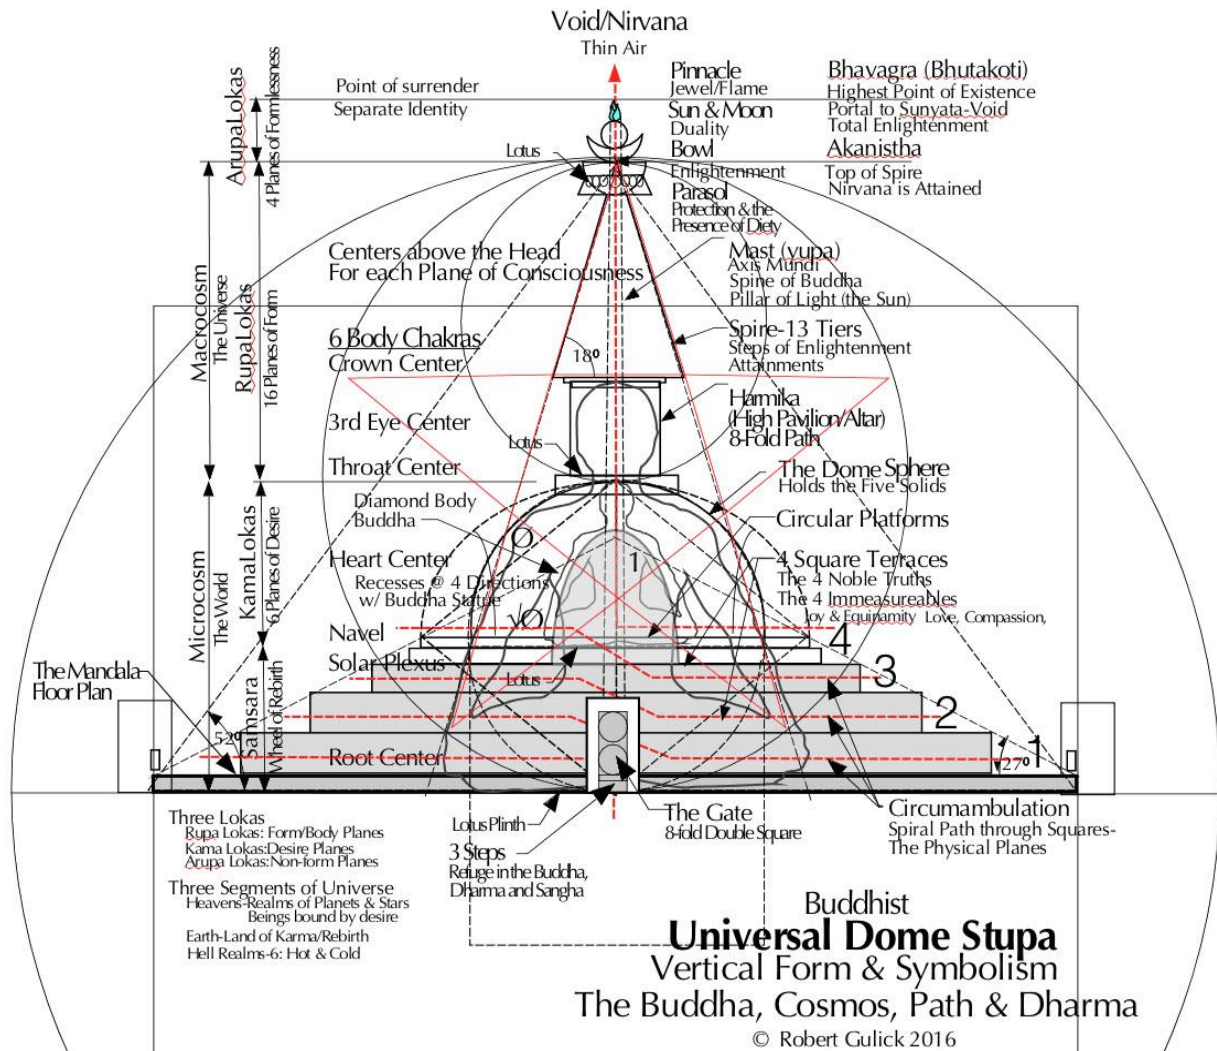 Void/Nirvana
Thin Air
Point of surrender
Separate Identity
Pinnacle
Jewel/Flame
Sun & Moon
Duality
Bowl
Enlightenment
Parasol
Protection & the
Presence of Diety
Bhavagra (Bhutakoti)
Highest Point of Existence
Portal to Sunyata-Void
Total Enlightenment
Akanistha
Top of Spire
Nirvana is Attained
ArupaLokas
4 Planes of Formlessness
Lotus
Centers above the Head
For each Plane of Consciousness
Mast (yupa)
Axis Mundi
Spine of Buddha
Pillar of Light (the Sun)
Macrocosm
The Universe
RupaLokas
16 Planes of Form
6 Body Chakras
Crown Center
18⁰
Spire-13 Tiers
Steps of Enlightenment
Attainments
3rd Eye Center
Harmika
(High Pavilion/Altar)
8-Fold Path
Lotus
Throat Center
The Dome Sphere
Holds the Five Solids
Diamond Body
Buddha
Circular Platforms
Microcosm
The World
KamaLokas
6 Planes of Desire
Ø
Heart Center
Recesses @ 4 Directions
w/ Buddha Statue
1
4 Square Terraces
The 4 Noble Truths
The 4 Immeasureables
Joy & Equinamity Love, Compassion,
√Ø
Navel
4
Solar Plexus
3
Lotus
The Mandala
Floor Plan
2
52⁰
Samsara
Wheel of Rebirth
Root Center
1
27⁰
Three Lokas
Rupa Lokas: Form/Body Planes
Kama Lokas:Desire Planes
Arupa Lokas:Non-form Planes
Three Segments of Universe
Heavens-Realms of Planets & Stars
Beings bound by desire
Earth-Land of Karma/Rebirth
Hell Realms-6: Hot & Cold
Lotus Plinth
3 Steps
Refuge in the Buddha,
Dharma and Sangha
The Gate
8-fold Double Square
Circumambulation
Spiral Path through Squares-
The Physical Planes
Buddhist
Universal Dome Stupa
Vertical Form & Symbolism
The Buddha, Cosmos, Path & Dharma
© Robert Gulick 2016